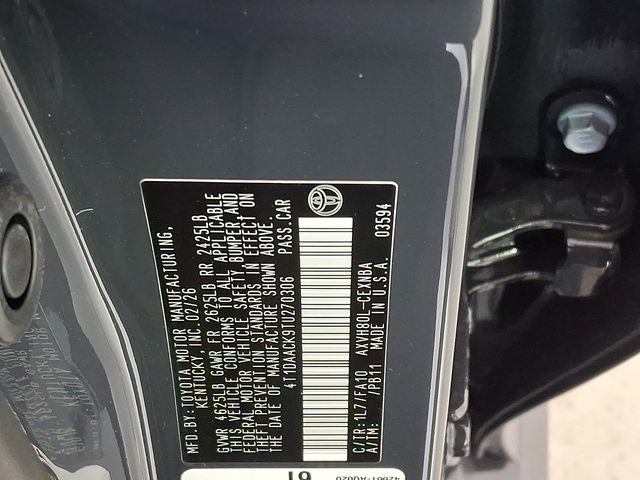 MFD.BY:TOYOTA MOTOR MANUFACTURING,
KENTUCKY, INC. 02/26
GVWR 4625LB GAWR FR 2625LB RR 2425LB
THIS VEHICLE CONFORMS TO ALL APPLICABLE
FEDERAL MOTOR VEHICLE SAFETY BUMPER AND
THEFT PREVENTION STANDARDS IN EFFECT ON
THE DATE OF MANUFACTURE SHOWN ABOVE.
4T1DAACK9TU270306 PASS.CAR
C/TR:1L7/FA10 AXVH80L-CEXNBA
A/TM: /PB11 MADE IN U.S.A. 03594
61